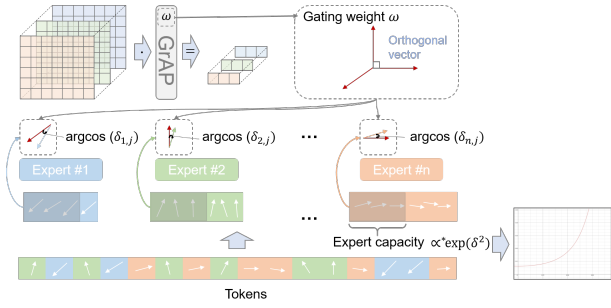 ω
GrAP
Gating weight ω
Orthogonal
vector
argcos (δ1,j)
argcos (δ2,j)
...
argcos (δn,j)
Expert #1
Expert #2
Expert #n
...
Expert capacity ∝*exp(δ²)
Tokens